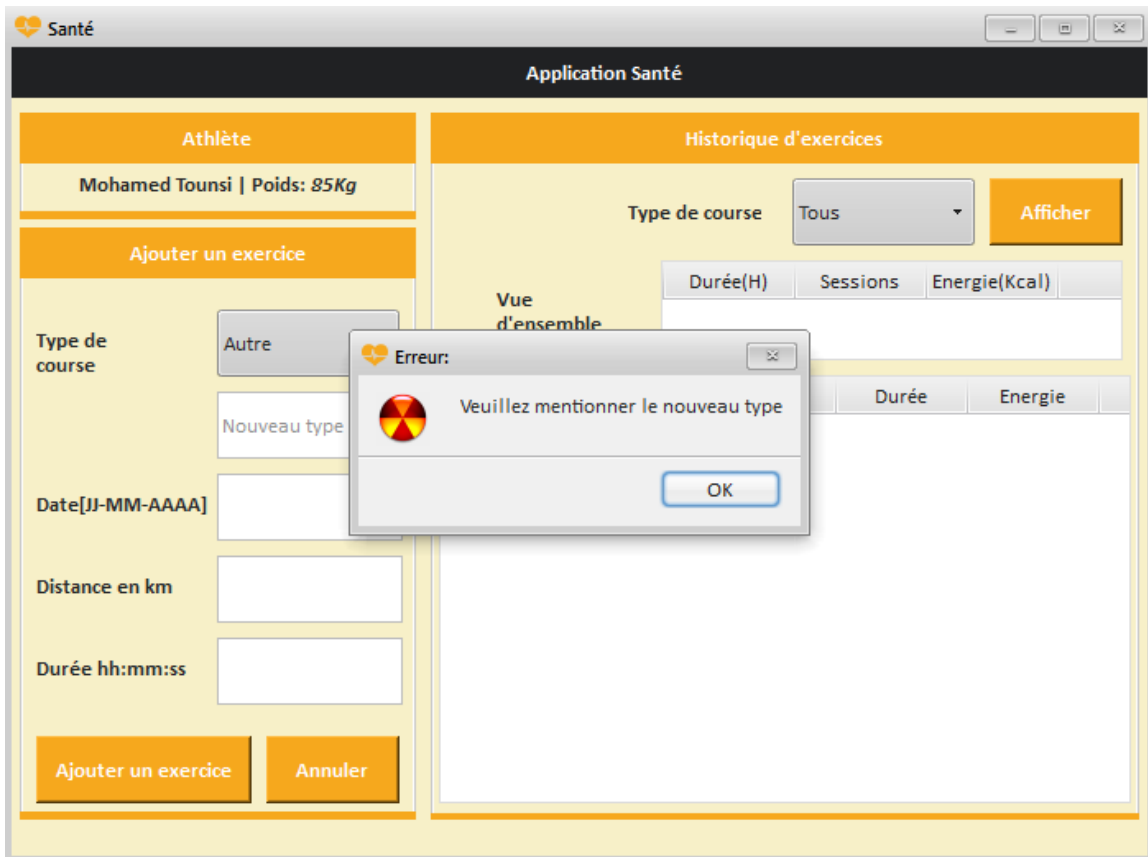 Santé
Application Santé
Athlète
Mohamed Tounsi | Poids: 85Kg
Ajouter un exercice
Type de
course
Autre
Nouveau type
Date[JJ-MM-AAAA]
Distance en km
Durée hh:mm:ss
Ajouter un exercice
Annuler
Historique d'exercices
Type de course
Tous
Afficher
Vue
d'ensemble
Durée(H) Sessions Energie(Kcal)
Durée Energie
Erreur:
Veuillez mentionner le nouveau type
OK